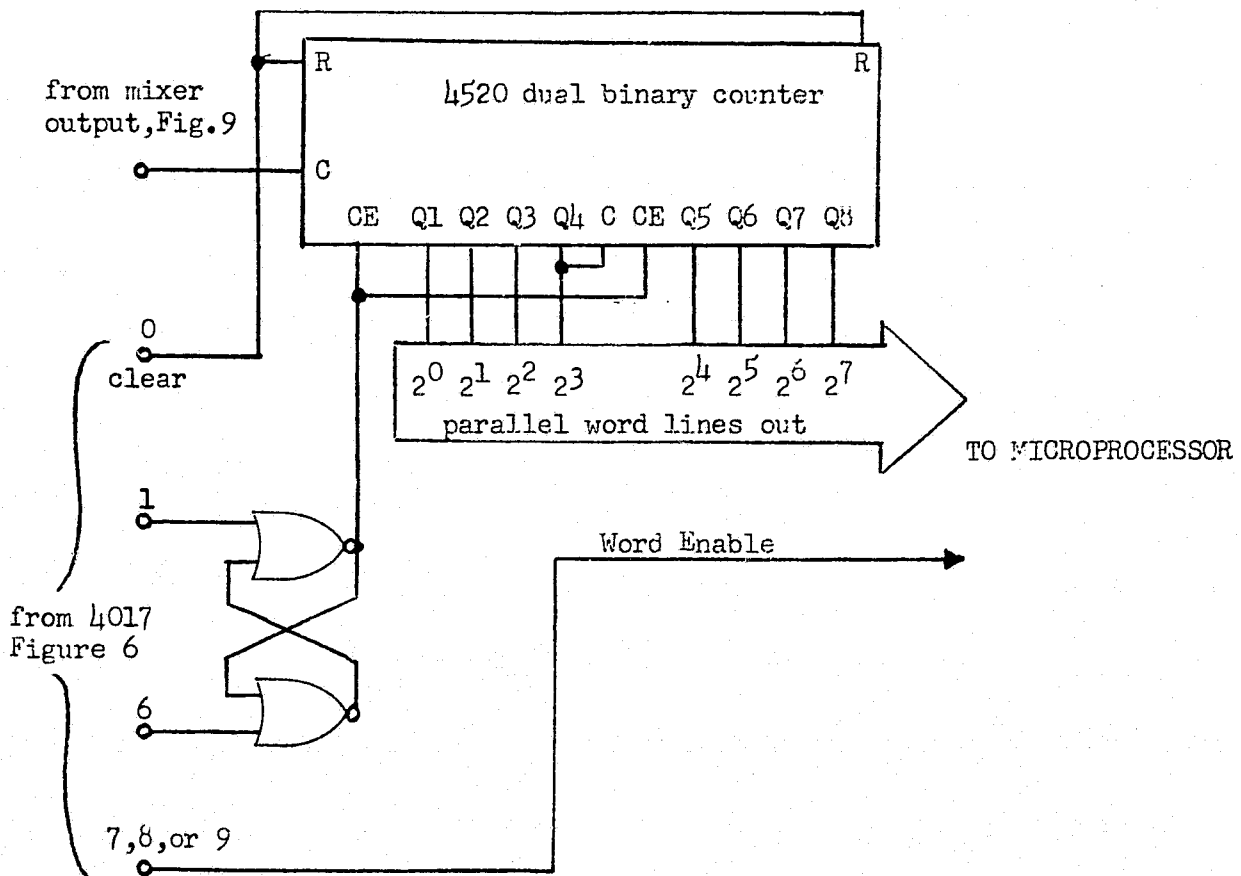 R R
from mixer
output,Fig.9
4520 dual binary counter
C
CE Q1 Q2 Q3 Q4 C CE Q5 Q6 Q7 Q8
0
clear
2^0 2^1 2^2 2^3 2^4 2^5 2^6 2^7
parallel word lines out
TO MICROPROCESSOR
1
Word Enable
from 4017
Figure 6
6
7,8,or 9